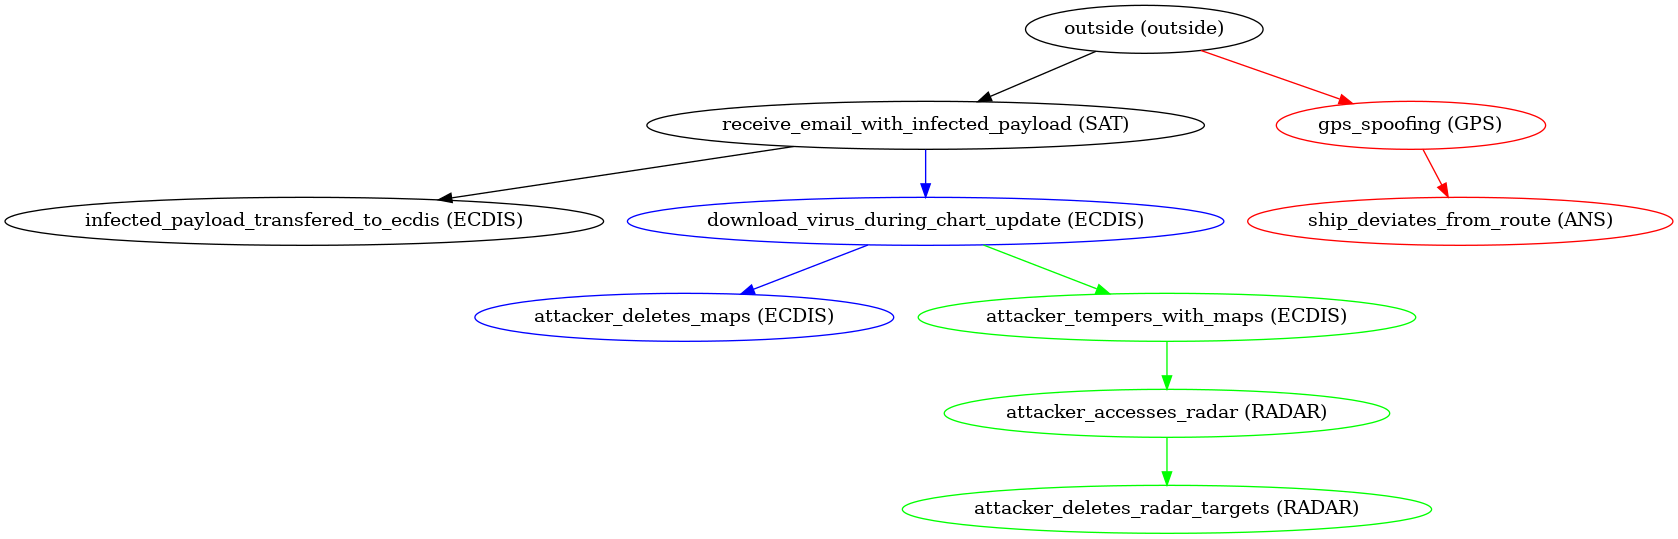 outside (outside)
receive_email_with_infected_payload (SAT)
gps_spoofing (GPS)
infected_payload_transfered_to_ecdis (ECDIS)
download_virus_during_chart_update (ECDIS)
ship_deviates_from_route (ANS)
attacker_deletes_maps (ECDIS)
attacker_tempers_with_maps (ECDIS)
attacker_accesses_radar (RADAR)
attacker_deletes_radar_targets (RADAR)